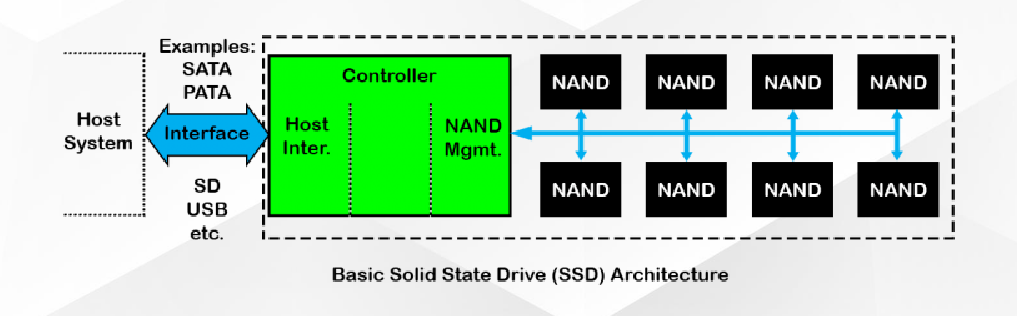 Examples:
SATA
PATA
Host
System
Interface
SD
USB
etc.
Controller
Host
Inter.
NAND
Mgmt.
NAND NAND NAND NAND
NAND NAND NAND NAND
Basic Solid State Drive (SSD) Architecture